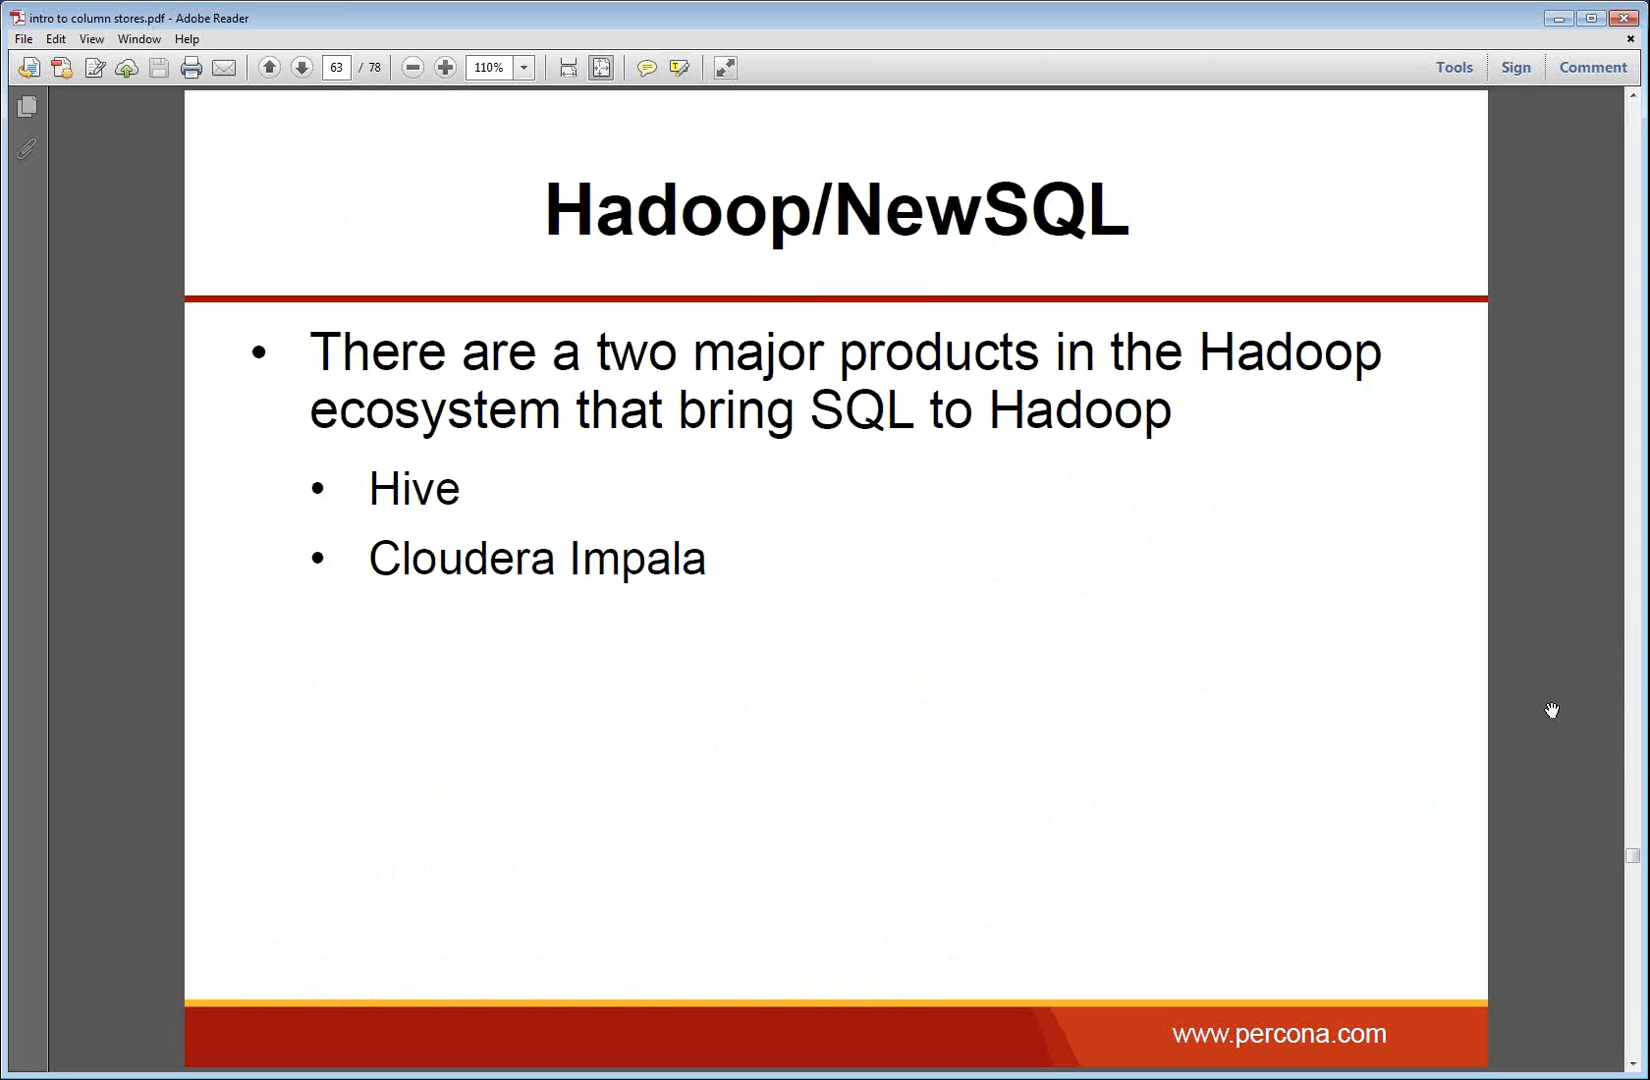 intro to column stores.pdf - Adobe Reader
File Edit View Window Help
63 / 78 110% Tools Sign Comment
Hadoop/NewSQL
• There are a two major products in the Hadoop
ecosystem that bring SQL to Hadoop
• Hive
• Cloudera Impala
www.percona.com